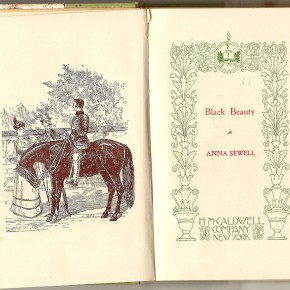 Black Beauty
ANNA SEWELL
H·M·CALDWELL
COMPANY
NEW YORK